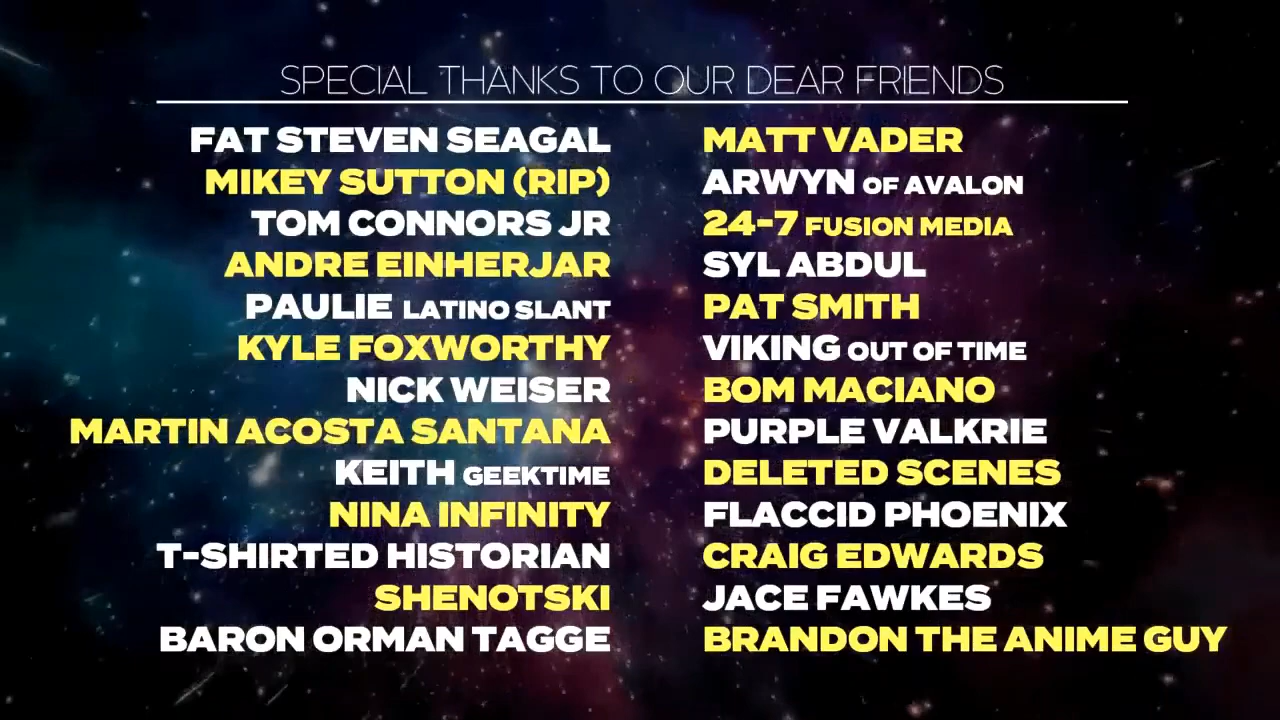 SPECIAL THANKS TO OUR DEAR FRIENDS
FAT STEVEN SEAGAL
MIKEY SUTTON (RIP)
TOM CONNORS JR
ANDRE EINHERJAR
PAULIE LATINO SLANT
KYLE FOXWORTHY
NICK WEISER
MARTIN ACOSTA SANTANA
KEITH GEEKTIME
NINA INFINITY
T-SHIRTED HISTORIAN
SHENOTSKI
BARON ORMAN TAGGE
MATT VADER
ARWYN OF AVALON
24-7 FUSION MEDIA
SYL ABDUL
PAT SMITH
VIKING OUT OF TIME
BOM MACIANO
PURPLE VALKRIE
DELETED SCENES
FLACCID PHOENIX
CRAIG EDWARDS
JACE FAWKES
BRANDON THE ANIME GUY